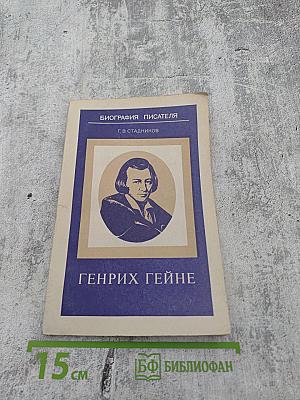 БИОГРАФИЯ ПИСАТЕЛЯ
Г. В. СТАДНИКОВ
ГЕНРИХ ГЕЙНЕ
15 см
БФ БИБЛИОФАН